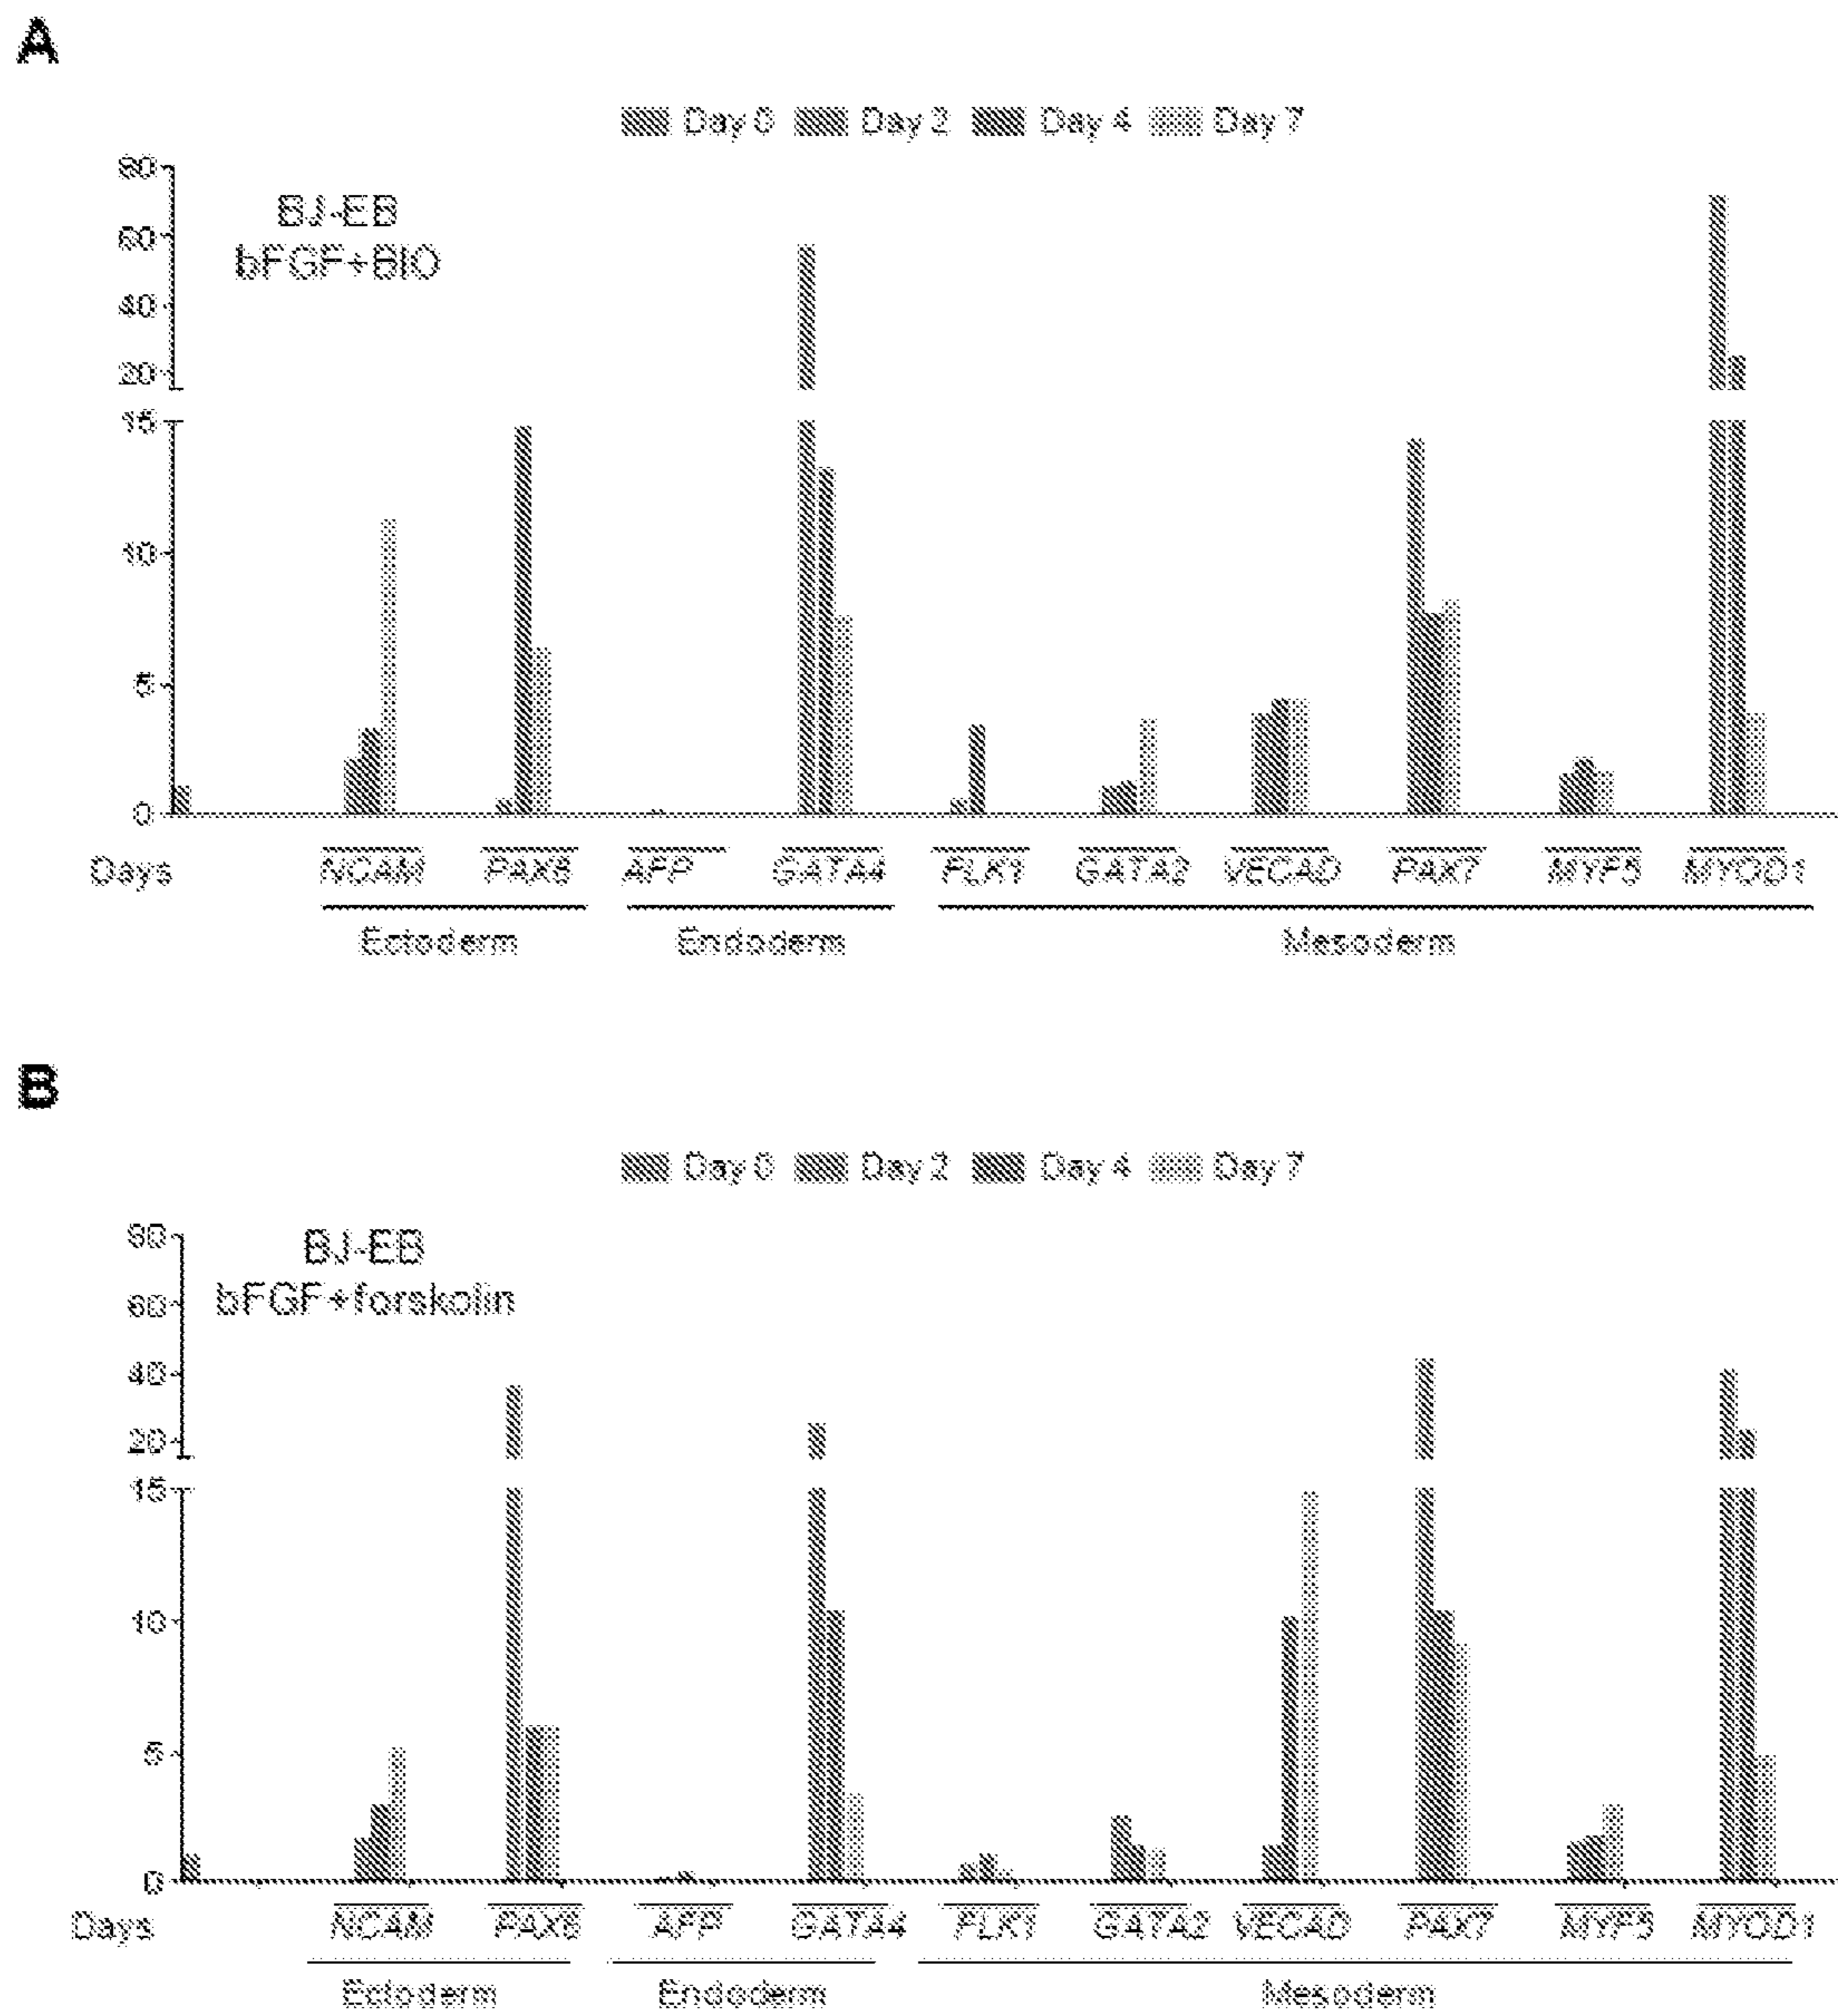 A
Day 0 Day 2 Day 4 Day 7
80
BJ-EB
60
bFGF+BIO
40
20
15
10
5
0
Days NCAM PAX6 AFP GATA4 FLK1 GATA2 VECAD PAX7 MYF5 MYOD1
Ectoderm Endoderm Mesoderm
B
Day 0 Day 2 Day 4 Day 7
80
BJ-EB
60
bFGF+forskolin
40
20
15
10
5
0
Days NCAM PAX6 AFP GATA4 FLK1 GATA2 VECAD PAX7 MYF5 MYOD1
Ectoderm Endoderm Mesoderm